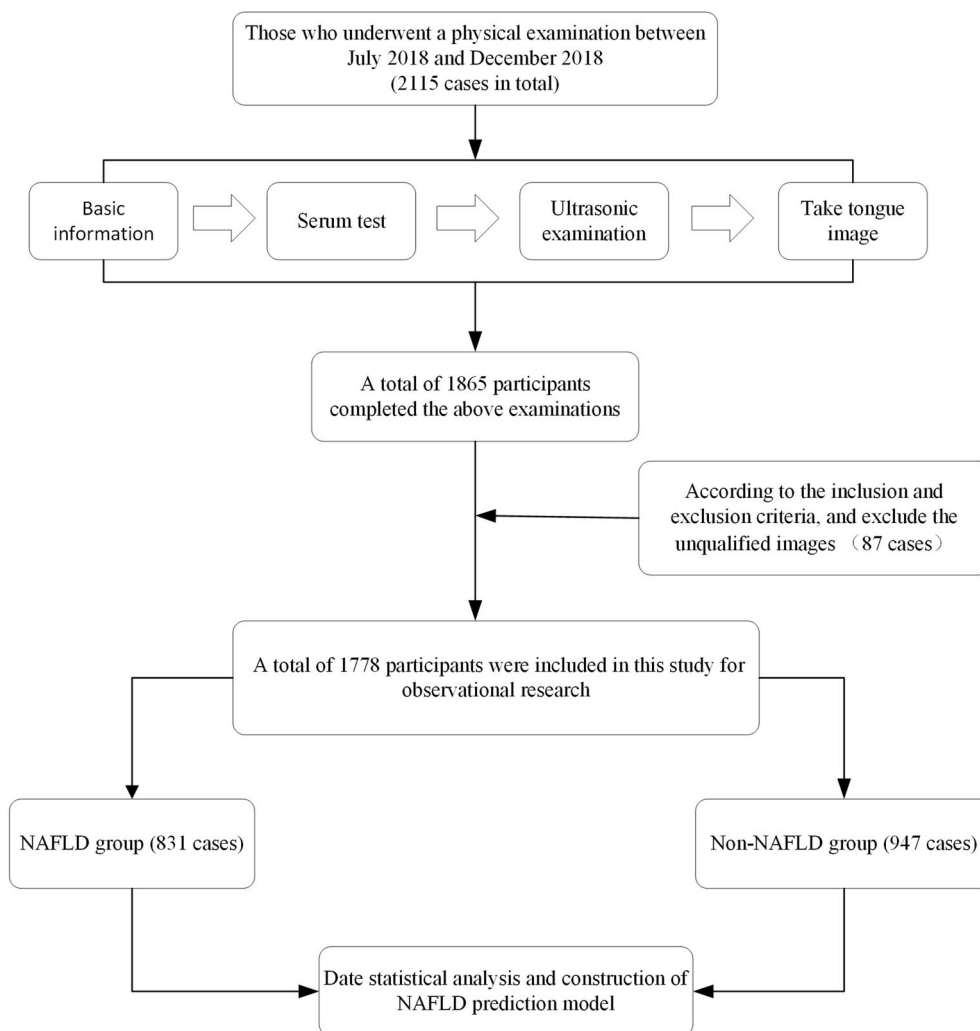 Those who underwent a physical examination between
July 2018 and December 2018
(2115 cases in total)
Basic
information
Serum test
Ultrasonic
examination
Take tongue
image
A total of 1865 participants
completed the above examinations
According to the inclusion and
exclusion criteria, and exclude the
unqualified images （87 cases）
A total of 1778 participants were included in this study for
observational research
NAFLD group (831 cases)
Non-NAFLD group (947 cases)
Date statistical analysis and construction of
NAFLD prediction model